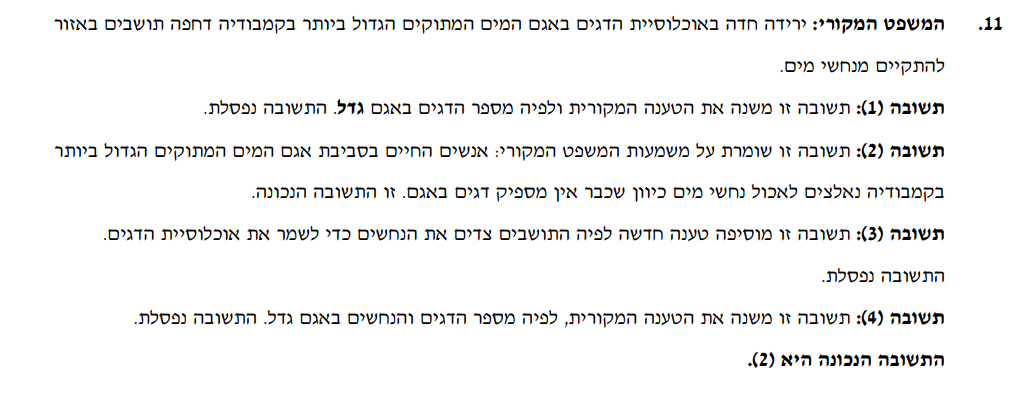 11. המשפט המקורי: ירידה חדה באוכלוסיית הדגים באגם המים המתוקים הגדול ביותר בקמבודיה דחפה תושבים באזור
להתקיים מנחשי מים.
תשובה (1): תשובה זו משנה את הטענה המקורית ולפיה מספר הדגים באגם גדל. התשובה נפסלת.
תשובה (2): תשובה זו שומרת על משמעות המשפט המקורי: אנשים החיים בסביבת אגם המים המתוקים הגדול ביותר
בקמבודיה נאלצים לאכול נחשי מים כיוון שכבר אין מספיק דגים באגם. זו התשובה הנכונה.
תשובה (3): תשובה זו מוסיפה טענה חדשה לפיה התושבים צדים את הנחשים כדי לשמר את אוכלוסיית הדגים.
התשובה נפסלת.
תשובה (4): תשובה זו משנה את הטענה המקורית, לפיה מספר הדגים והנחשים באגם גדל. התשובה נפסלת.
התשובה הנכונה היא (2).